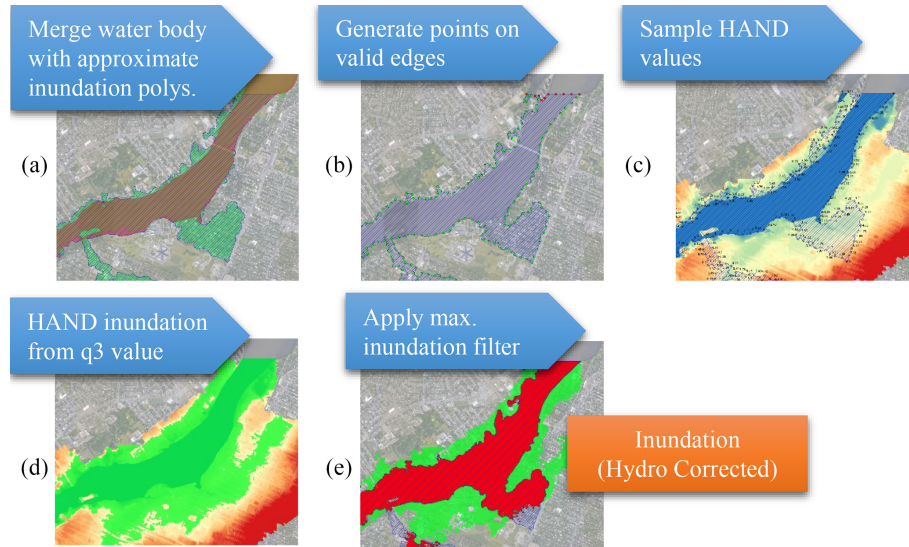 Merge water body
with approximate
inundation polys.
Generate points on
valid edges
Sample HAND
values
(a)
(b)
(c)
HAND inundation
from q3 value
Apply max.
inundation filter
(d)
(e)
Inundation
(Hydro Corrected)